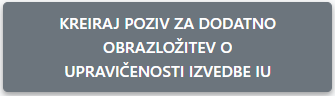 KREIRAJ POZIV ZA DODATNO
OBRAZLOŽITEV O
UPRAVIČENOSTI IZVEDBE IU